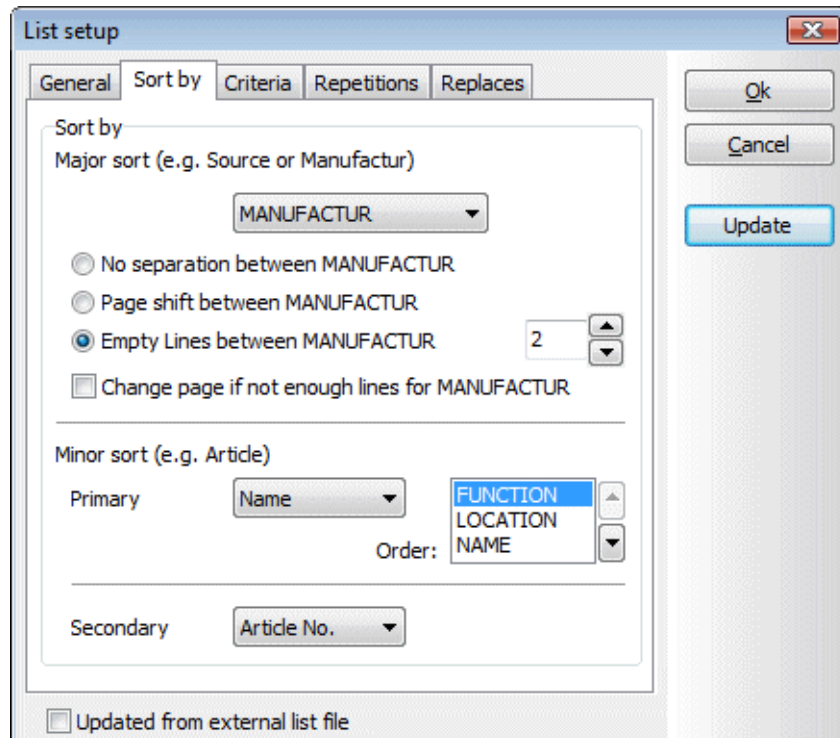 List setup
General Sort by Criteria Repetitions Replaces
Ok
Cancel
Update
Sort by
Major sort (e.g. Source or Manufactur)
MANUFACTUR
No separation between MANUFACTUR
Page shift between MANUFACTUR
Empty Lines between MANUFACTUR 2
Change page if not enough lines for MANUFACTUR
Minor sort (e.g. Article)
Primary Name
Order:
FUNCTION
LOCATION
NAME
Secondary Article No.
Updated from external list file